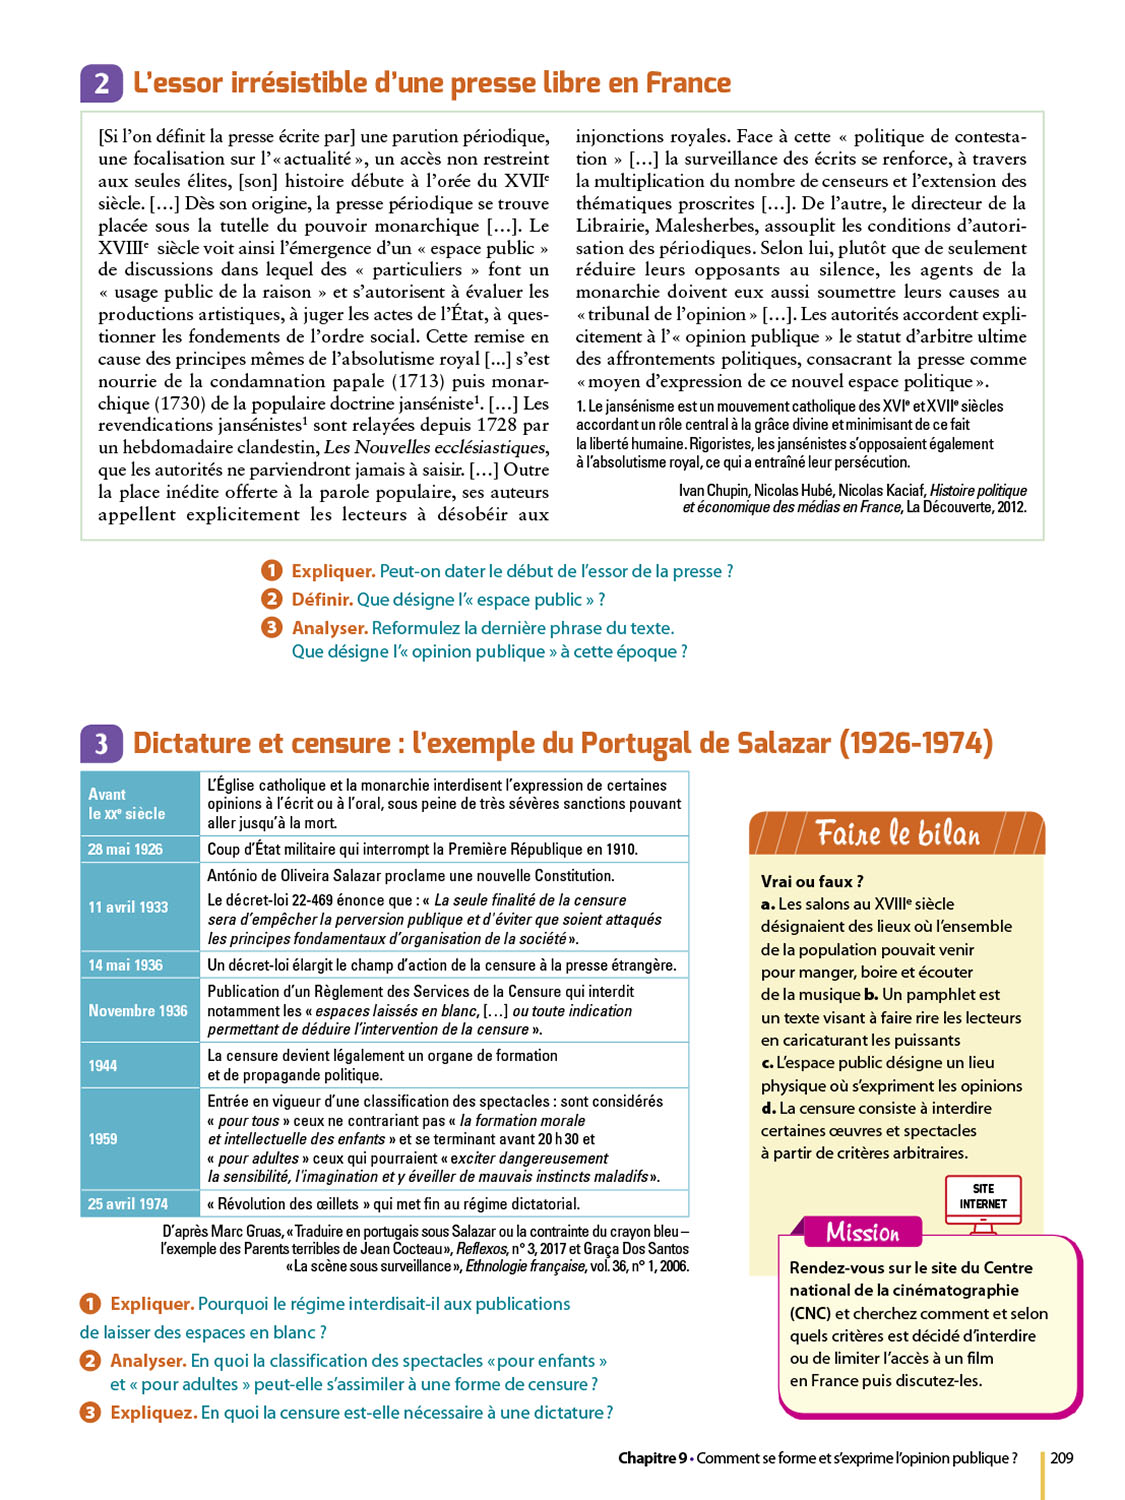 2 L'essor irrésistible d'une presse libre en France
[Si l'on définit la presse écrite par] une parution périodique,
une focalisation sur l'« actualité », un accès non restreint
aux seules élites, [son] histoire débute à l'orée du XVIIe
siècle. […] Dès son origine, la presse périodique se trouve
placée sous la tutelle du pouvoir monarchique […]. Le
XVIIIe siècle voit ainsi l'émergence d'un « espace public »
de discussions dans lequel des « particuliers » font un
« usage public de la raison » et s'autorisent à évaluer les
productions artistiques, à juger les actes de l'État, à ques-
tionner les fondements de l'ordre social. Cette remise en
cause des principes mêmes de l'absolutisme royal [...] s'est
nourrie de la condamnation papale (1713) puis monar-
chique (1730) de la populaire doctrine janséniste1. […] Les
revendications jansénistes1 sont relayées depuis 1728 par
un hebdomadaire clandestin, Les Nouvelles ecclésiastiques,
que les autorités ne parviendront jamais à saisir. […] Outre
la place inédite offerte à la parole populaire, ses auteurs
appellent explicitement les lecteurs à désobéir aux
injonctions royales. Face à cette « politique de contesta-
tion » […] la surveillance des écrits se renforce, à travers
la multiplication du nombre de censeurs et l'extension des
thématiques proscrites […]. De l'autre, le directeur de la
Librairie, Malesherbes, assouplit les conditions d'autori-
sation des périodiques. Selon lui, plutôt que de seulement
réduire leurs opposants au silence, les agents de la
monarchie doivent eux aussi soumettre leurs causes au
« tribunal de l'opinion » […]. Les autorités accordent expli-
citement à l'« opinion publique » le statut d'arbitre ultime
des affrontements politiques, consacrant la presse comme
« moyen d'expression de ce nouvel espace politique ».
1. Le jansénisme est un mouvement catholique des XVIe et XVIIe siècles
accordant un rôle central à la grâce divine et minimisant de ce fait
la liberté humaine. Rigoristes, les jansénistes s'opposaient également
à l'absolutisme royal, ce qui a entraîné leur persécution.
Ivan Chupin, Nicolas Hubé, Nicolas Kaciaf, Histoire politique
et économique des médias en France, La Découverte, 2012.
1 Expliquer. Peut-on dater le début de l'essor de la presse ?
2 Définir. Que désigne l'« espace public » ?
3 Analyser. Reformulez la dernière phrase du texte.
Que désigne l'« opinion publique » à cette époque ?
3 Dictature et censure : l'exemple du Portugal de Salazar (1926-1974)
Avant
le XXe siècle
L'Église catholique et la monarchie interdisent l'expression de certaines
opinions à l'écrit ou à l'oral, sous peine de très sévères sanctions pouvant
aller jusqu'à la mort.
28 mai 1926
Coup d'État militaire qui interrompt la Première République en 1910.
11 avril 1933
António de Oliveira Salazar proclame une nouvelle Constitution.
Le décret-loi 22-469 énonce que : « La seule finalité de la censure
sera d'empêcher la perversion publique et d'éviter que soient attaqués
les principes fondamentaux d'organisation de la société ».
14 mai 1936
Un décret-loi élargit le champ d'action de la censure à la presse étrangère.
Novembre 1936
Publication d'un Règlement des Services de la Censure qui interdit
notamment les « espaces laissés en blanc, […] ou toute indication
permettant de déduire l'intervention de la censure ».
1944
La censure devient légalement un organe de formation
et de propagande politique.
1959
Entrée en vigueur d'une classification des spectacles : sont considérés
« pour tous » ceux ne contrariant pas « la formation morale
et intellectuelle des enfants » et se terminant avant 20 h 30 et
« pour adultes » ceux qui pourraient « exciter dangereusement
la sensibilité, l'imagination et y éveiller de mauvais instincts maladifs ».
25 avril 1974
« Révolution des œillets » qui met fin au régime dictatorial.
D'après Marc Gruas, « Traduire en portugais sous Salazar ou la contrainte du crayon bleu –
l'exemple des Parents terribles de Jean Cocteau », Reflexos, n° 3, 2017 et Graça Dos Santos
« La scène sous surveillance », Ethnologie française, vol. 36, n° 1, 2006.
1 Expliquer. Pourquoi le régime interdisait-il aux publications
de laisser des espaces en blanc ?
2 Analyser. En quoi la classification des spectacles « pour enfants »
et « pour adultes » peut-elle s'assimiler à une forme de censure ?
3 Expliquez. En quoi la censure est-elle nécessaire à une dictature ?
Faire le bilan
Vrai ou faux ?
a. Les salons au XVIIIe siècle
désignaient des lieux où l'ensemble
de la population pouvait venir
pour manger, boire et écouter
de la musique b. Un pamphlet est
un texte visant à faire rire les lecteurs
en caricaturant les puissants
c. L'espace public désigne un lieu
physique où s'expriment les opinions
d. La censure consiste à interdire
certaines œuvres et spectacles
à partir de critères arbitraires.
SITE
INTERNET
Mission
Rendez-vous sur le site du Centre
national de la cinématographie
(CNC) et cherchez comment et selon
quels critères est décidé d'interdire
ou de limiter l'accès à un film
en France puis discutez-les.
Chapitre 9 • Comment se forme et s'exprime l'opinion publique ? 209